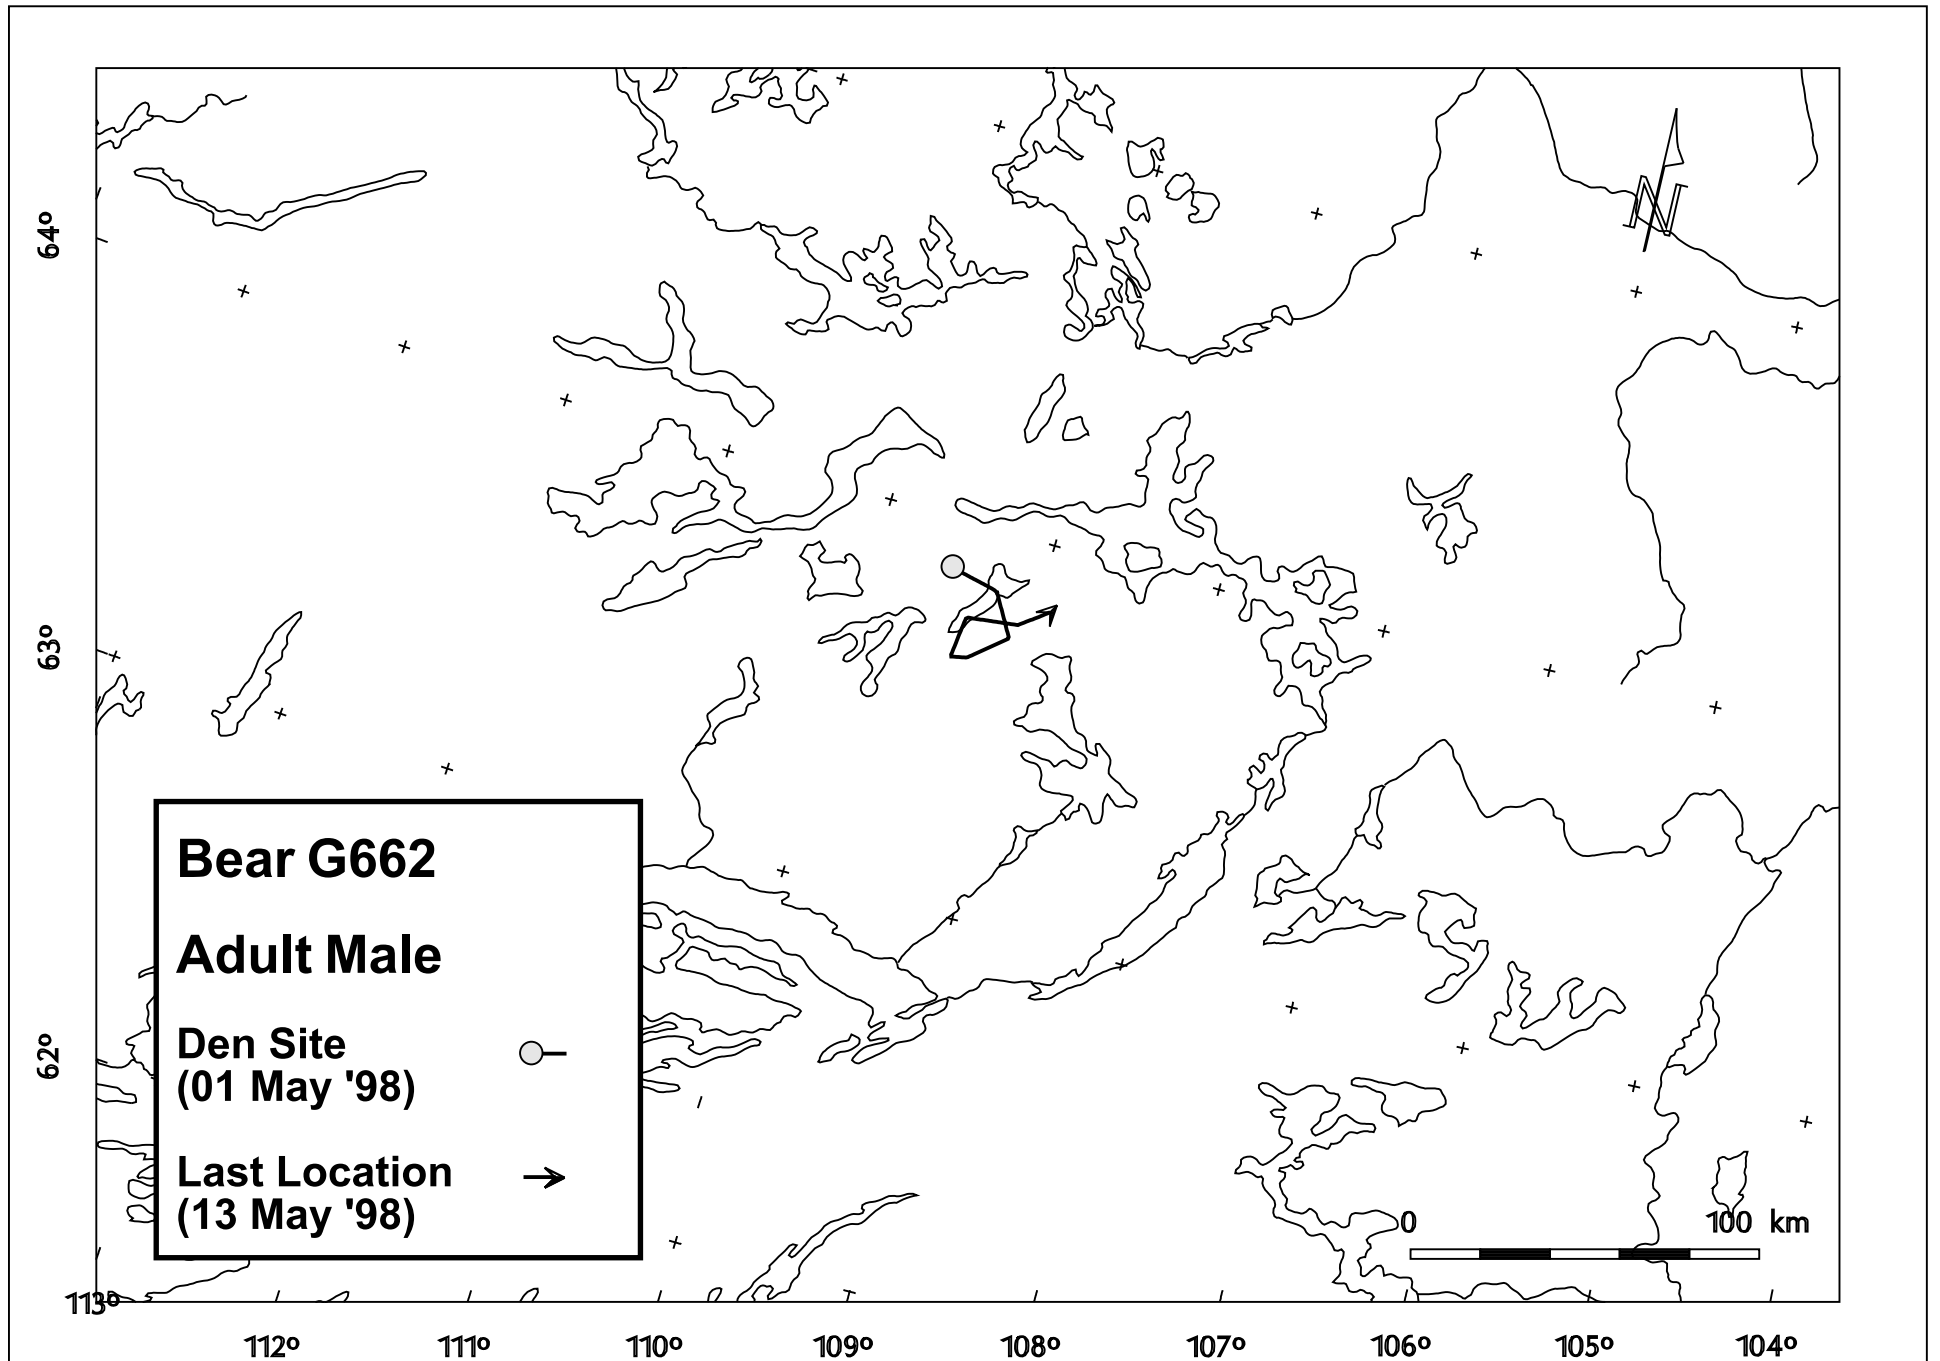 64º
63º
62º
Bear G662
Adult Male
Den Site
(01 May '98)
Last Location
(13 May '98)
N
0 100 km
113º
112º 111º 110º 109º 108º 107º 106º 105º 104º